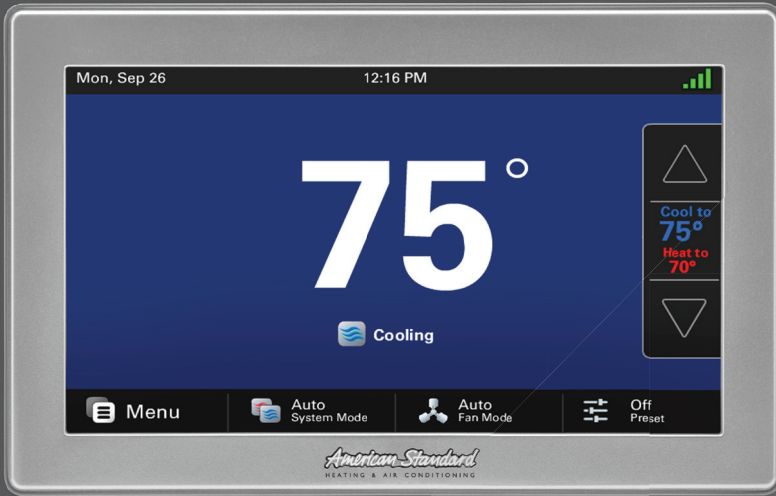 Mon, Sep 26
12:16 PM
75°
Cool to
75°
Heat to
70°
Cooling
Menu
Auto
System Mode
Auto
Fan Mode
Off
Preset
American Standard
HEATING & AIR CONDITIONING